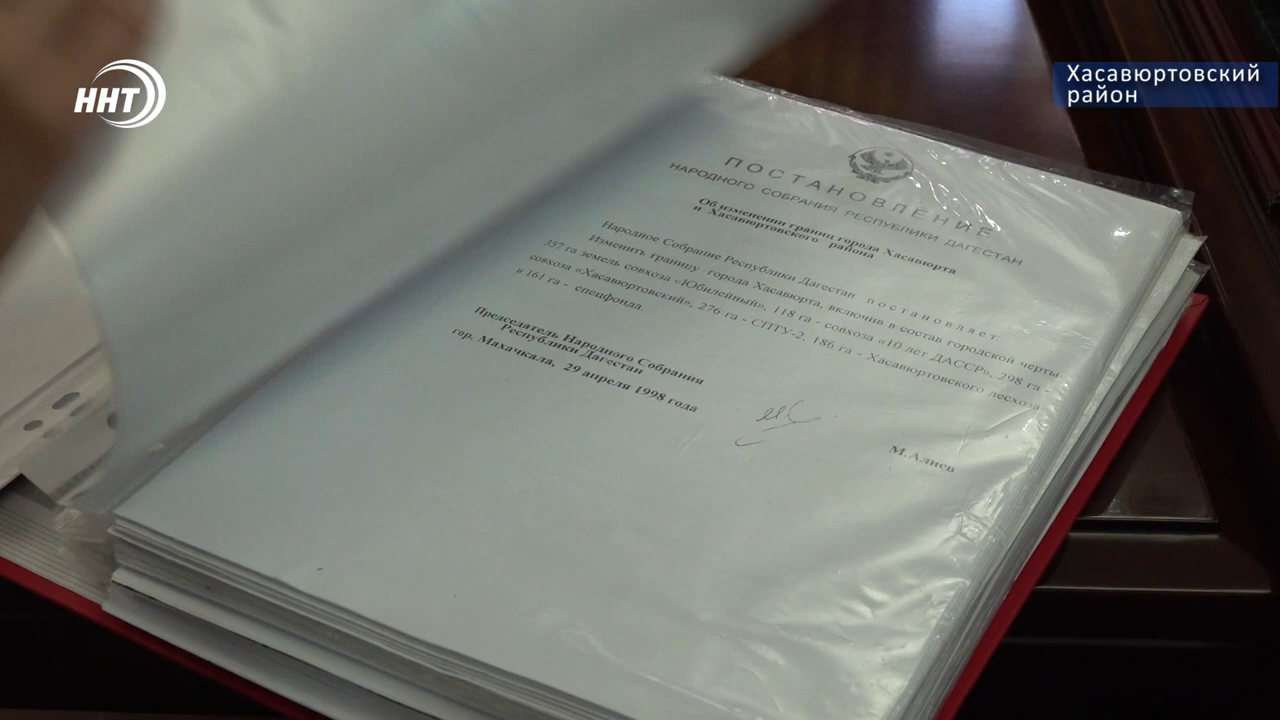 ННТ
Хасавюртовский
район
ПОСТАНОВЛЕНИЕ
НАРОДНОГО СОБРАНИЯ РЕСПУБЛИКИ ДАГЕСТАН
Об изменении границ города Хасавюрта
и Хасавюртовского района
Народное Собрание Республики Дагестан постановляет
Изменить границу города Хасавюрта, включив в состав городской черты
357 га земель совхоза «Юбилейный», 118 га - совхоза «10 лет ДАССР», 298 га -
совхоза «Хасавюртовский», 276 га - СПТУ-2, 186 га - Хасавюртовского лесхоза
и 161 га - спецфонда.
Председатель Народного Собрания
Республики Дагестан
М.Алиев
гор. Махачкала, 29 апреля 1998 года